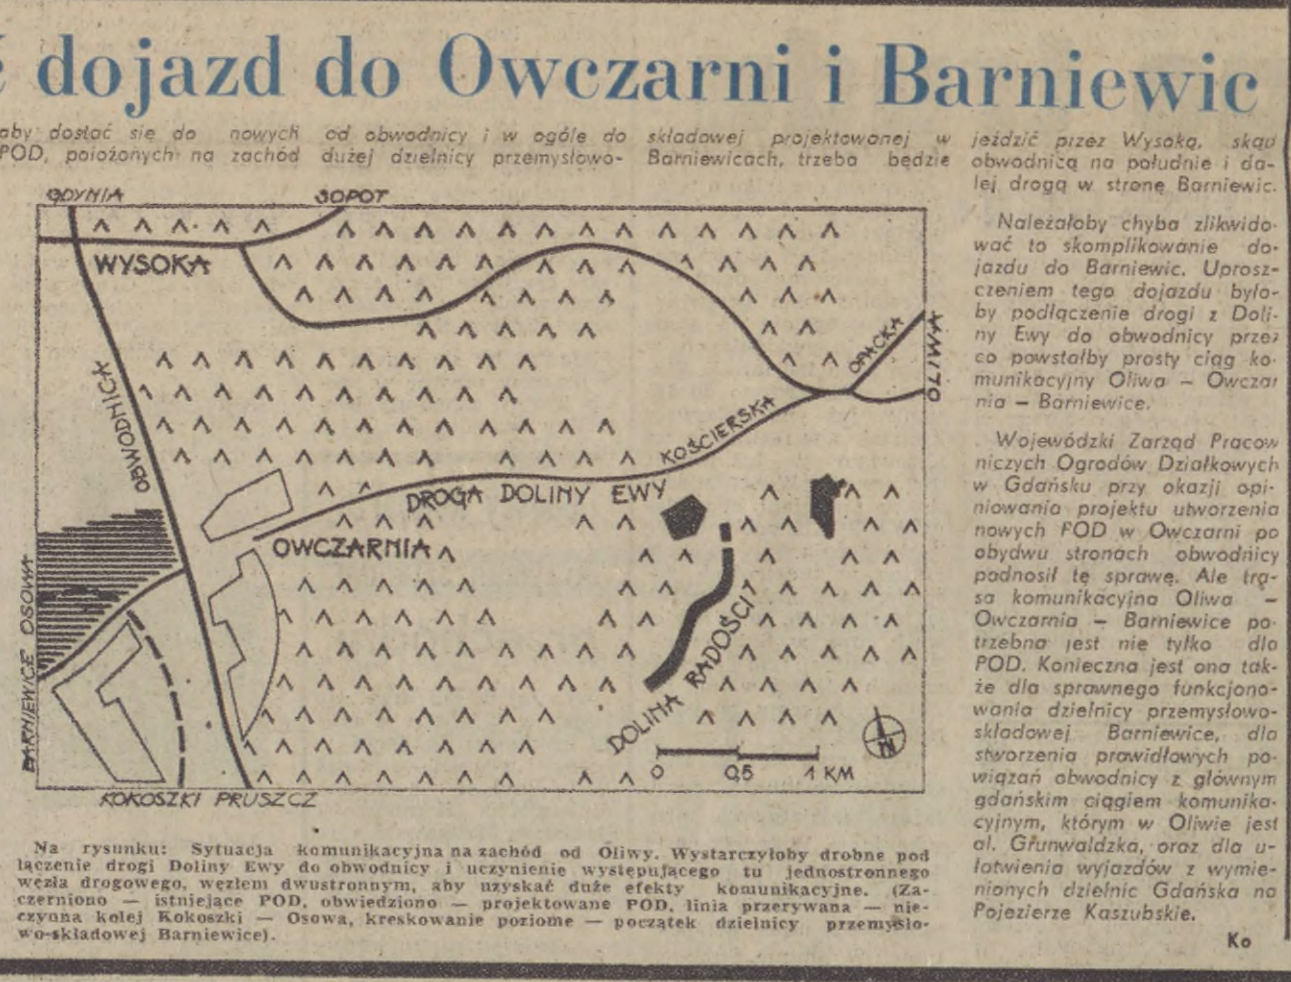 dojazd do Owczarni i Barniewic
aby dostać się do nowych
POD, położonych na zachód
od obwodnicy i w ogóle do
dużej dzielnicy przemysłowo-
składowej projektowanej w
Barniewicach, trzeba będzie
jeździć przez Wysoką, skąd
obwodnicą na południe i da-
lej drogą w stronę Barniewic.
Należałoby chyba zlikwido-
wać to skomplikowanie do-
jazdu do Barniewic. Uprosz-
czeniem tego dojazdu było-
by podłączenie drogi z Doli-
ny Ewy do obwodnicy przez
co powstałby prosty ciąg ko-
munikacyjny Oliwa — Owczar
nia — Barniewice.
Wojewódzki Zarząd Pracow
niczych Ogrodów Działkowych
w Gdańsku przy okazji opi-
niowania projektu utworzenia
nowych POD w Owczarni po
obydwu stronach obwodnicy
podnosił tę sprawę. Ale tra-
sa komunikacyjna Oliwa —
Owczarnia — Barniewice po-
trzebna jest nie tylko dla
POD. Konieczna jest ona tak-
że dla sprawnego funkcjono-
wania dzielnicy przemysłowo-
składowej Barniewice, dla
stworzenia prawidłowych po-
wiązań obwodnicy z głównym
gdańskim ciągiem komunika-
cyjnym, którym w Oliwie jest
al. Grunwaldzka, oraz dla u-
łatwienia wyjazdów z wymie-
nionych dzielnic Gdańska na
Pojezierze Kaszubskie.
Ko
GDYNIA
SOPOT
WYSOKA
OBWODNICA
OPACKA
KOŚCIERSKA
DROGA DOLINY EWY
OWCZARNIA
BARNIEWICE OSOWA
DOLINA RADOŚCI
N
0 0,5 1 KM
KOKOSZKI PRUSZCZ
Na rysunku: Sytuacja komunikacyjna na zachód od Oliwy. Wystarczyłoby drobne pod
łączenie drogi Doliny Ewy do obwodnicy i uczynienie występującego tu jednostronnego
węzła drogowego, węzłem dwustronnym, aby uzyskać duże efekty komunikacyjne. (Za-
czerniono — istniejące POD, obwiedziono — projektowane POD, linia przerywana — nie-
czynna kolej Kokoszki — Osowa, kreskowanie poziome — początek dzielnicy przemysło-
wo-składowej Barniewice).